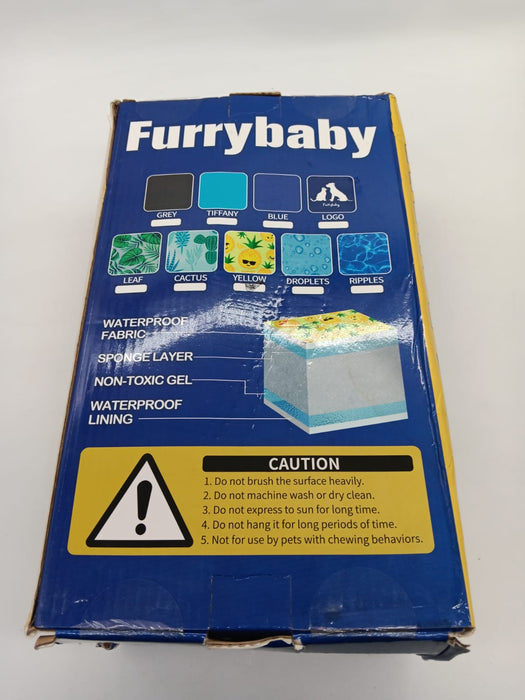 Furrybaby
GREY
TIFFANY
BLUE
LOGO
Furrybaby
LEAF
CACTUS
YELLOW
DROPLETS
RIPPLES
WATERPROOF
FABRIC
SPONGE LAYER
NON-TOXIC GEL
WATERPROOF
LINING
CAUTION
1. Do not brush the surface heavily.
2. Do not machine wash or dry clean.
3. Do not express to sun for long time.
4. Do not hang it for long periods of time.
5. Not for use by pets with chewing behaviors.